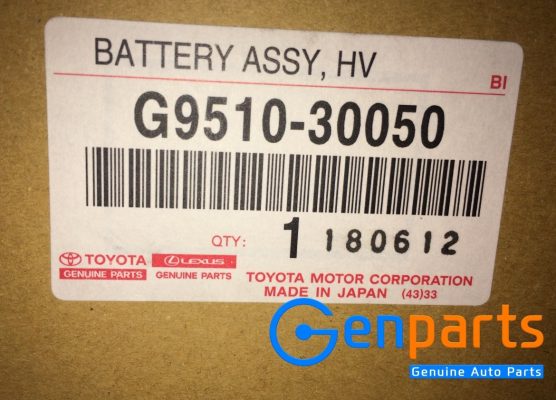 BATTERY ASSY, HV
BI
G9510-30050
QTY: 1 180612
TOYOTA
GENUINE PARTS
LEXUS
GENUINE PARTS
TOYOTA MOTOR CORPORATION
MADE IN JAPAN (43)33
Genparts
Genuine Auto Parts